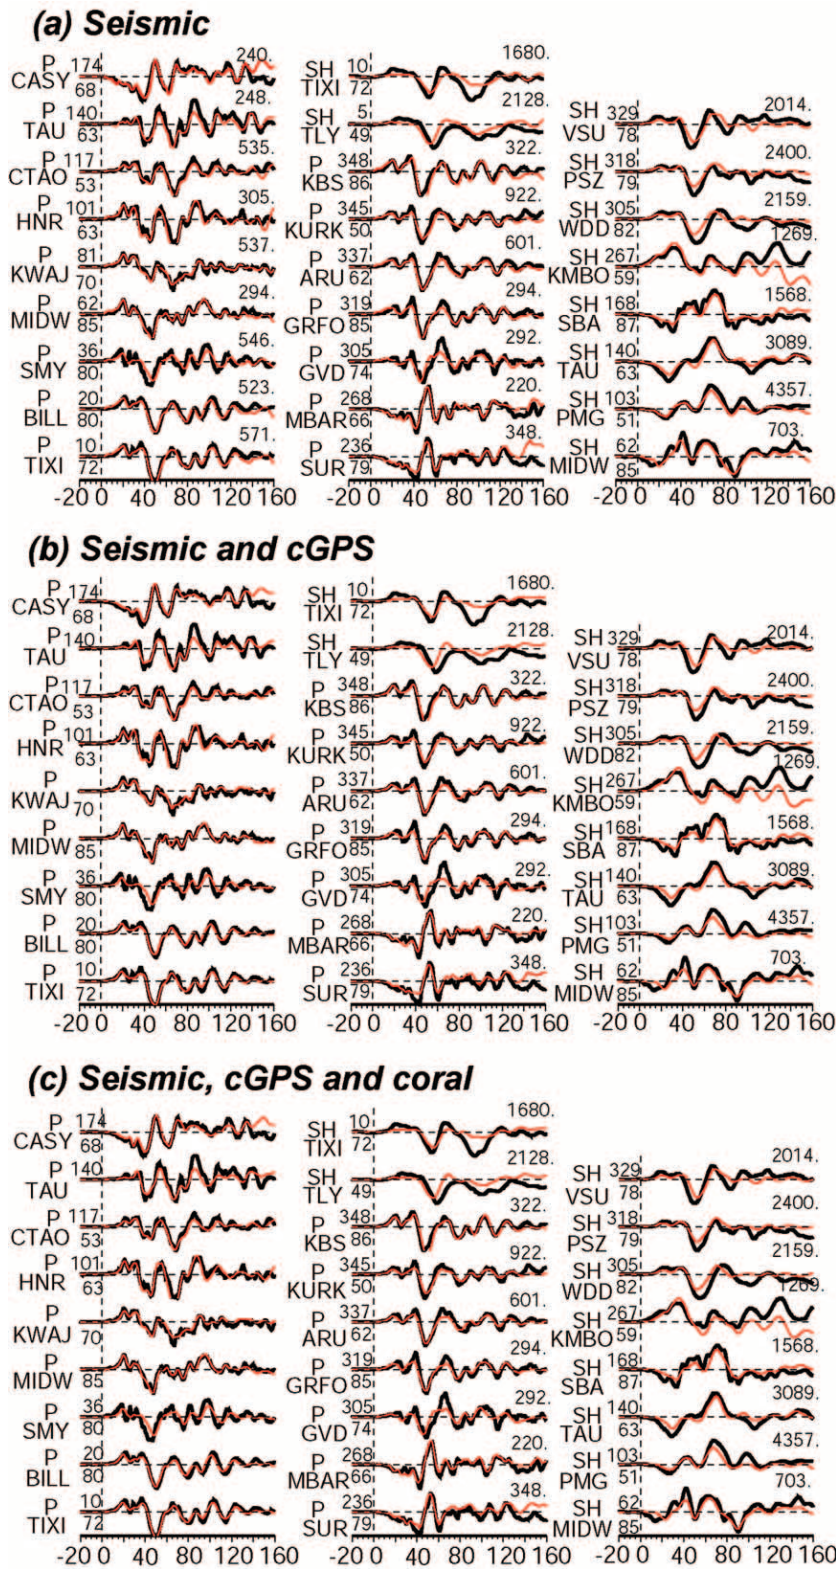 (a) Seismic
P 174 240.
CASY 68
P 140 248.
TAU 63
P 117 535.
CTAO 53
P 101 305.
HNR 63
P 81 537.
KWAJ 70
P 62 294.
MIDW 85
P 36 546.
SMY 80
P 20 523.
BILL 80
P 10 571.
TIXI 72
-20 0 40 80 120 160
SH 10 1680.
TIXI 72
SH 5 2128.
TLY 49
P 348 322.
KBS 86
P 345 922.
KURK 50
P 337 601.
ARU 62
P 319 294.
GRFO 85
P 305 292.
GVD 74
P 268 220.
MBAR 66
P 236 348.
SUR 79
-20 0 40 80 120 160
SH 329 2014.
VSU 78
SH 318 2400.
PSZ 79
SH 305 2159.
WDD 82
SH 267 1269.
KMBO 59
SH 168 1568.
SBA 87
SH 140 3089.
TAU 63
SH 103 4357.
PMG 51
SH 62 703.
MIDW 85
-20 0 40 80 120 160
(b) Seismic and cGPS
P 174
CASY 68
P 140
TAU
P 117
CTAO 53
P 101
HNR 63
P
KWAJ 70
P
MIDW 85
P 36
SMY 80
P 20
BILL 80
P 10
TIXI 72
-20 0 40 80 120 160
SH 10 1680.
TIXI 72
SH 2128.
TLY 49
P 348 322.
KBS 86
P 345 922.
KURK 50
P 337 601.
ARU 62
P 319 294.
GRFO 85
P 305 292.
GVD 74
P 268 220.
MBAR 66
P 236 348.
SUR 79
-20 0 40 80 120 160
SH 329 2014.
VSU 78
SH 318 2400.
PSZ 79
SH 305 2159.
WDD 82
SH 267 1269.
KMBO 59
SH 168 1568.
SBA 87
SH 140 3089.
TAU 63
SH 103 4357.
PMG 51
SH 62 703.
MIDW 85
-20 0 40 80 120 160
(c) Seismic, cGPS and coral
P 174
CASY 68
P 140
TAU
P 117
CTAO 53
P 101
HNR 63
P
KWAJ 70
P
MIDW 85
P 36
SMY 80
P 20
BILL 80
P 10
TIXI 72
-20 0 40 80 120 160
SH 10 1680.
TIXI 72
SH 2128.
TLY 49
P 348 322.
KBS 86
P 345 922.
KURK 50
P 337 601.
ARU 62
P 319 294.
GRFO 85
P 305 292.
GVD 74
P 268 220.
MBAR 66
P 236 348.
SUR 79
-20 0 40 80 120 160
SH 329 2014.
VSU 78
SH 318 2400.
PSZ 79
SH 305 2159.
WDD 82
SH 267 1269.
KMBO 59
SH 168 1568.
SBA 87
SH 140 3089.
TAU 63
SH 103 4357.
PMG 51
SH 62 703.
MIDW 85
-20 0 40 80 120 160